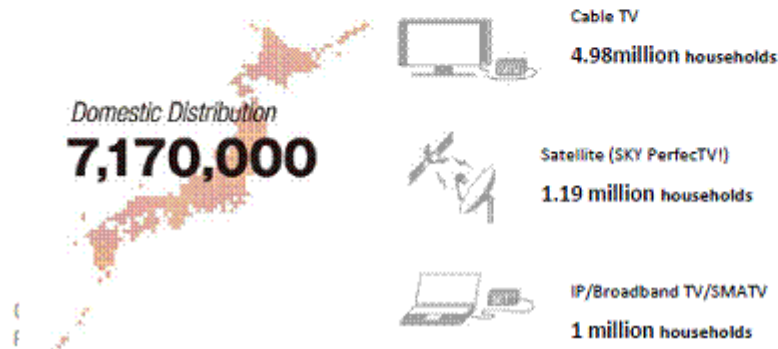 Domestic Distribution
7,170,000
Cable TV
4.98million households
Satellite (SKY PerfecTV!)
1.19 million households
IP/Broadband TV/SMATV
1 million households